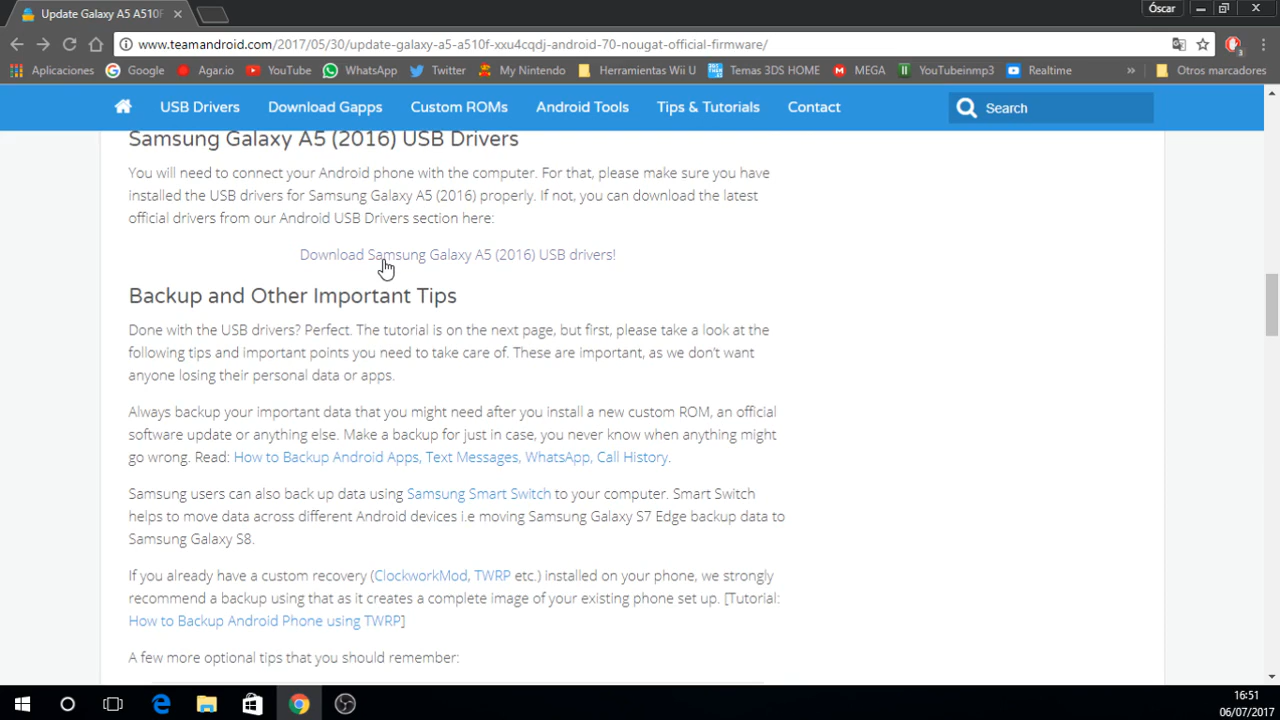 Update Galaxy A5 A510F
Óscar
www.teamandroid.com/2017/05/30/update-galaxy-a5-a510f-xxu4cqdj-android-70-nougat-official-firmware/
Aplicaciones Google Agar.io YouTube WhatsApp Twitter My Nintendo Herramientas Wii U Temas 3DS HOME MEGA YouTubeinmp3 Realtime » Otros marcadores
USB Drivers Download Gapps Custom ROMs Android Tools Tips & Tutorials Contact Search
Samsung Galaxy A5 (2016) USB Drivers
You will need to connect your Android phone with the computer. For that, please make sure you have
installed the USB drivers for Samsung Galaxy A5 (2016) properly. If not, you can download the latest
official drivers from our Android USB Drivers section here:
Download Samsung Galaxy A5 (2016) USB drivers!
Backup and Other Important Tips
Done with the USB drivers? Perfect. The tutorial is on the next page, but first, please take a look at the
following tips and important points you need to take care of. These are important, as we don’t want
anyone losing their personal data or apps.
Always backup your important data that you might need after you install a new custom ROM, an official
software update or anything else. Make a backup for just in case, you never know when anything might
go wrong. Read: How to Backup Android Apps, Text Messages, WhatsApp, Call History.
Samsung users can also back up data using Samsung Smart Switch to your computer. Smart Switch
helps to move data across different Android devices i.e moving Samsung Galaxy S7 Edge backup data to
Samsung Galaxy S8.
If you already have a custom recovery (ClockworkMod, TWRP etc.) installed on your phone, we strongly
recommend a backup using that as it creates a complete image of your existing phone set up. [Tutorial:
How to Backup Android Phone using TWRP]
A few more optional tips that you should remember:
16:51
06/07/2017